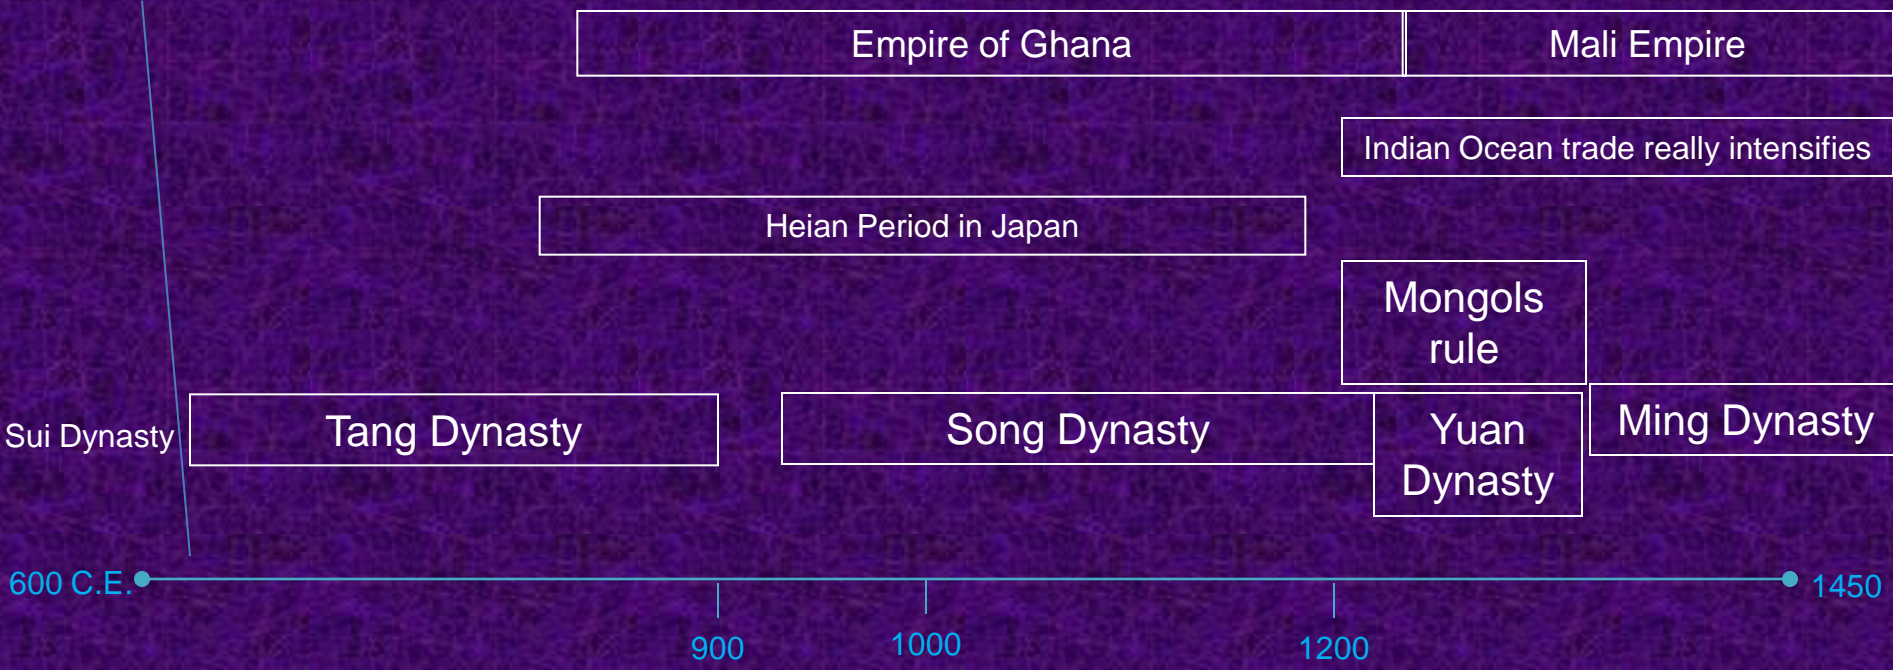 Empire of Ghana
Mali Empire
Indian Ocean trade really intensifies
Heian Period in Japan
Mongols
rule
Sui Dynasty
Tang Dynasty
Song Dynasty
Yuan
Dynasty
Ming Dynasty
600 C.E.
1450
900
1000
1200